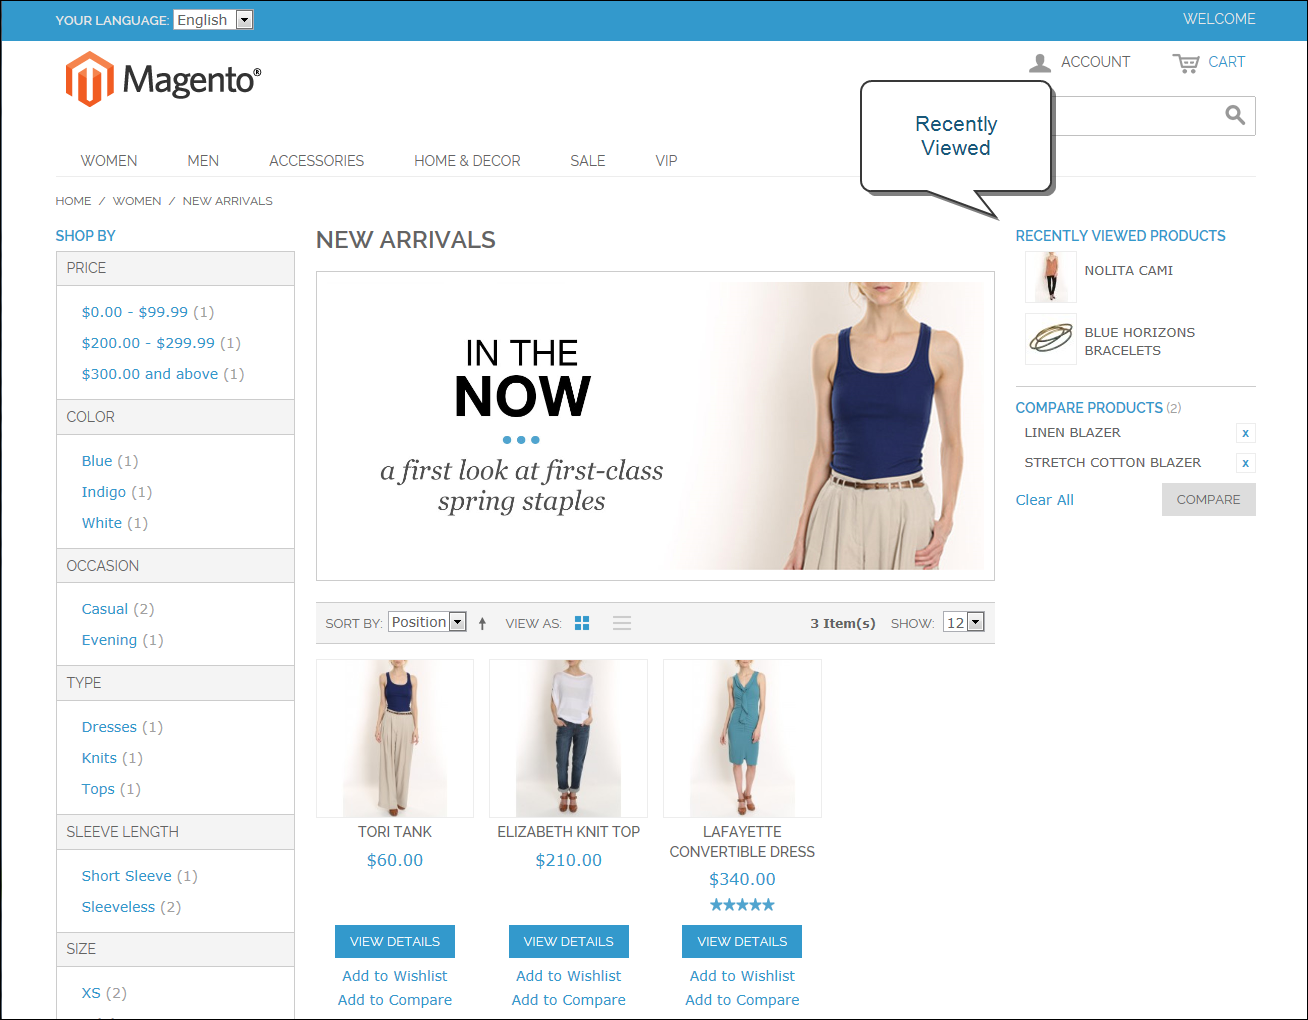 YOUR LANGUAGE: English
WELCOME
Magento®
ACCOUNT
CART
Recently
Viewed
WOMEN MEN ACCESSORIES HOME & DECOR SALE VIP
HOME / WOMEN / NEW ARRIVALS
SHOP BY
PRICE
$0.00 - $99.99 (1)
$200.00 - $299.99 (1)
$300.00 and above (1)
COLOR
Blue (1)
Indigo (1)
White (1)
OCCASION
Casual (2)
Evening (1)
TYPE
Dresses (1)
Knits (1)
Tops (1)
SLEEVE LENGTH
Short Sleeve (1)
Sleeveless (2)
SIZE
XS (2)
NEW ARRIVALS
IN THE
NOW
a first look at first-class
spring staples
SORT BY: Position VIEW AS: 3 Item(s) SHOW: 12
TORI TANK
$60.00
VIEW DETAILS
Add to Wishlist
Add to Compare
ELIZABETH KNIT TOP
$210.00
VIEW DETAILS
Add to Wishlist
Add to Compare
LAFAYETTE
CONVERTIBLE DRESS
$340.00
VIEW DETAILS
Add to Wishlist
Add to Compare
RECENTLY VIEWED PRODUCTS
NOLITA CAMI
BLUE HORIZONS
BRACELETS
COMPARE PRODUCTS (2)
LINEN BLAZER x
STRETCH COTTON BLAZER x
Clear All COMPARE